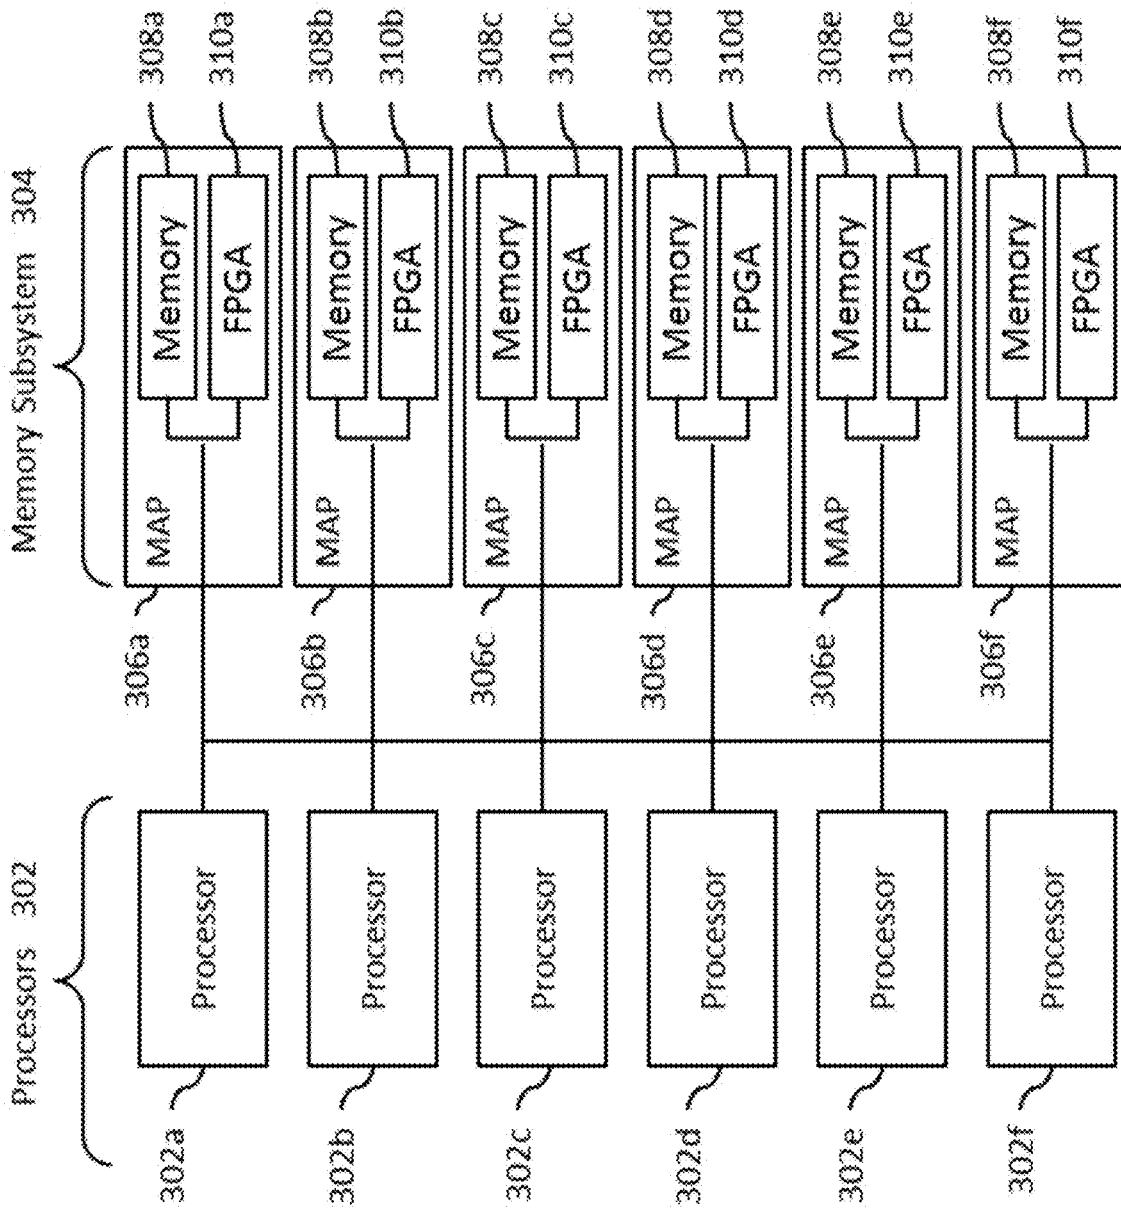 Processors 302
Memory Subsystem 304
302a
Processor
306a
MAP
Memory
308a
FPGA
310a
302b
Processor
306b
MAP
Memory
308b
FPGA
310b
302c
Processor
306c
MAP
Memory
308c
FPGA
310c
302d
Processor
306d
MAP
Memory
308d
FPGA
310d
302e
Processor
306e
MAP
Memory
308e
FPGA
310e
302f
Processor
306f
MAP
Memory
308f
FPGA
310f